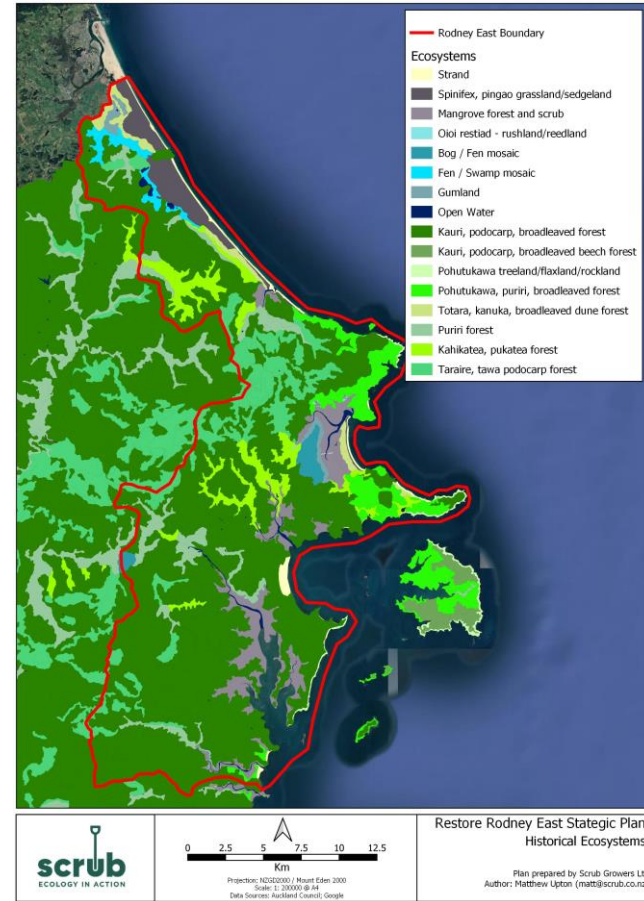 Rodney East Boundary
Ecosystems
Strand
Spinifex, pingao grassland/sedgeland
Mangrove forest and scrub
Oioi restiad - rushland/reedland
Bog / Fen mosaic
Fen / Swamp mosaic
Gumland
Open Water
Kauri, podocarp, broadleaved forest
Kauri, podocarp, broadleaved beech forest
Pohutukawa treeland/flaxland/rockland
Pohutukawa, puriri, broadleaved forest
Totara, kanuka, broadleaved dune forest
Puriri forest
Kahikatea, pukatea forest
Taraire, tawa podocarp forest
scrub
ECOLOGY IN ACTION
0 2.5 5 7.5 10 12.5
Km
Projection: NZGD2000 / Mount Eden 2000
Scale: 1: 200000 @ A4
Data Sources: Auckland Council; Google
Restore Rodney East Stategic Plan
Historical Ecosystems
Plan prepared by Scrub Growers Lt
Author: Matthew Upton (matt@scrub.co.nz